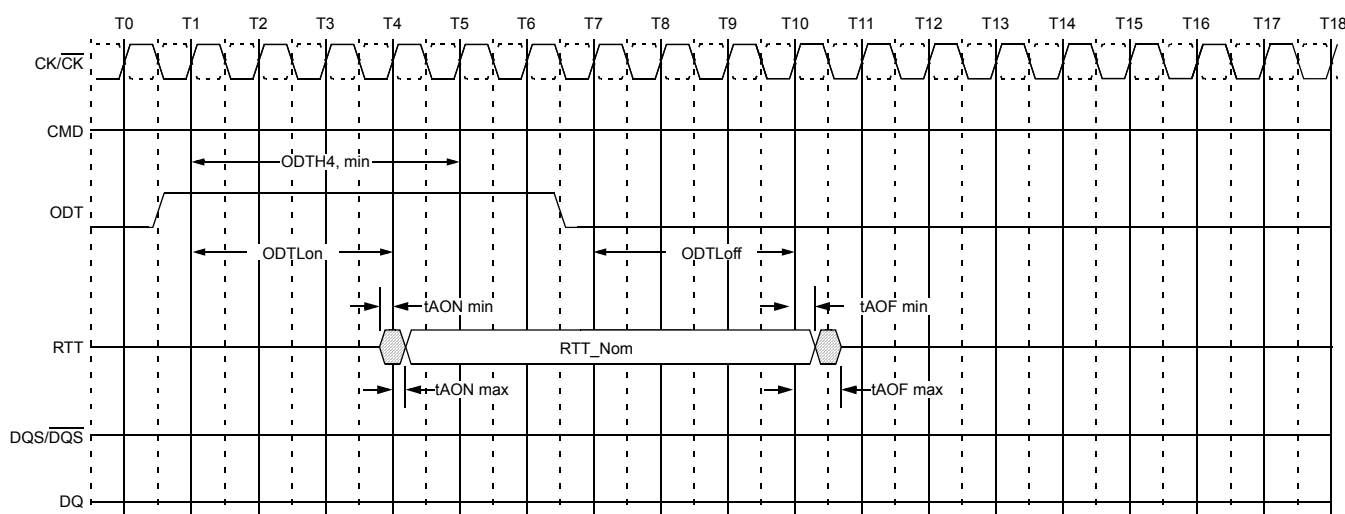 T0 T1 T2 T3 T4 T5 T6 T7 T8 T9 T10 T11 T12 T13 T14 T15 T16 T17 T18
CK/C̅K̅
CMD
ODTH4, min
ODT
ODTLon ODTLoff
tAON min tAOF min
RTT RTT_Nom
tAON max tAOF max
DQS/D̅Q̅S̅
DQ